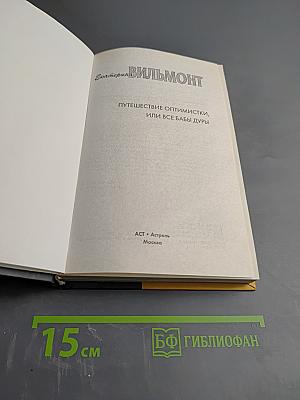 Екатерина ВИЛЬМОНТ
ПУТЕШЕСТВИЕ ОПТИМИСТКИ,
ИЛИ ВСЕ БАБЫ ДУРЫ
АСТ • Астрель
Москва
15 см
БФ ГИБЛИОФАН